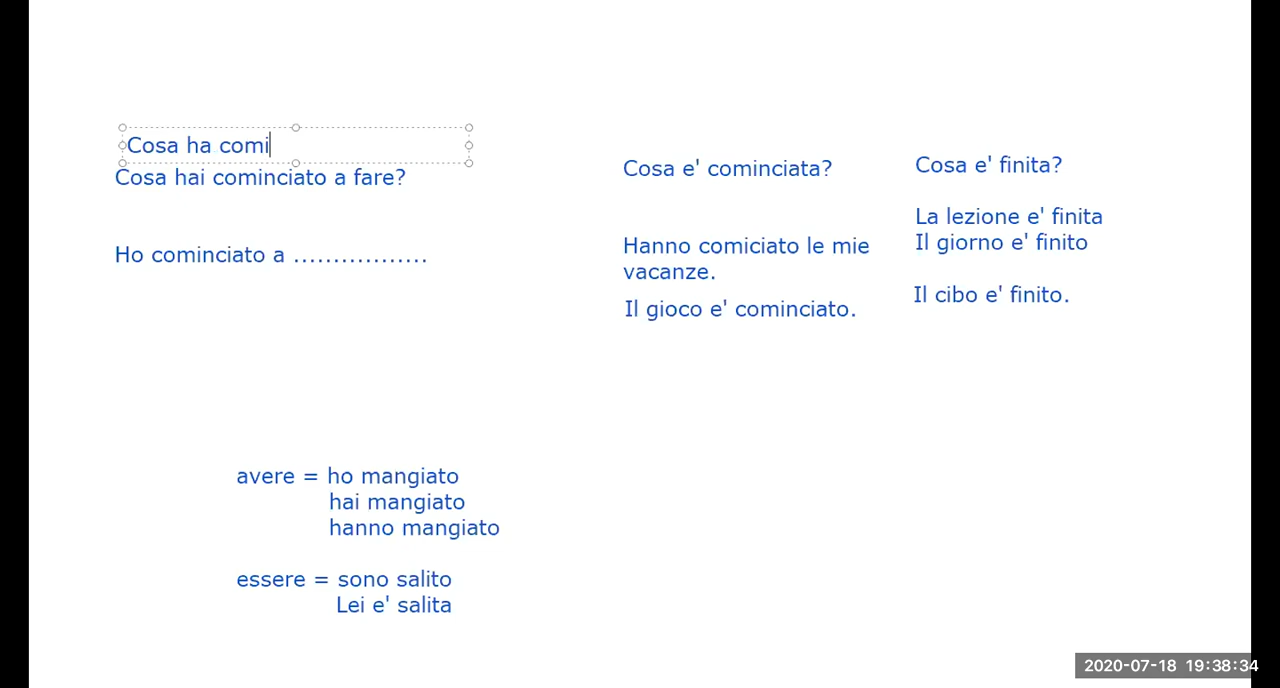 Cosa ha comi
Cosa hai cominciato a fare?
Ho cominciato a .................
Cosa e' cominciata?
Hanno comiciato le mie
vacanze.
Il gioco e' cominciato.
Cosa e' finita?
La lezione e' finita
Il giorno e' finito
Il cibo e' finito.
avere = ho mangiato
hai mangiato
hanno mangiato
essere = sono salito
Lei e' salita
2020-07-18 19:38:34